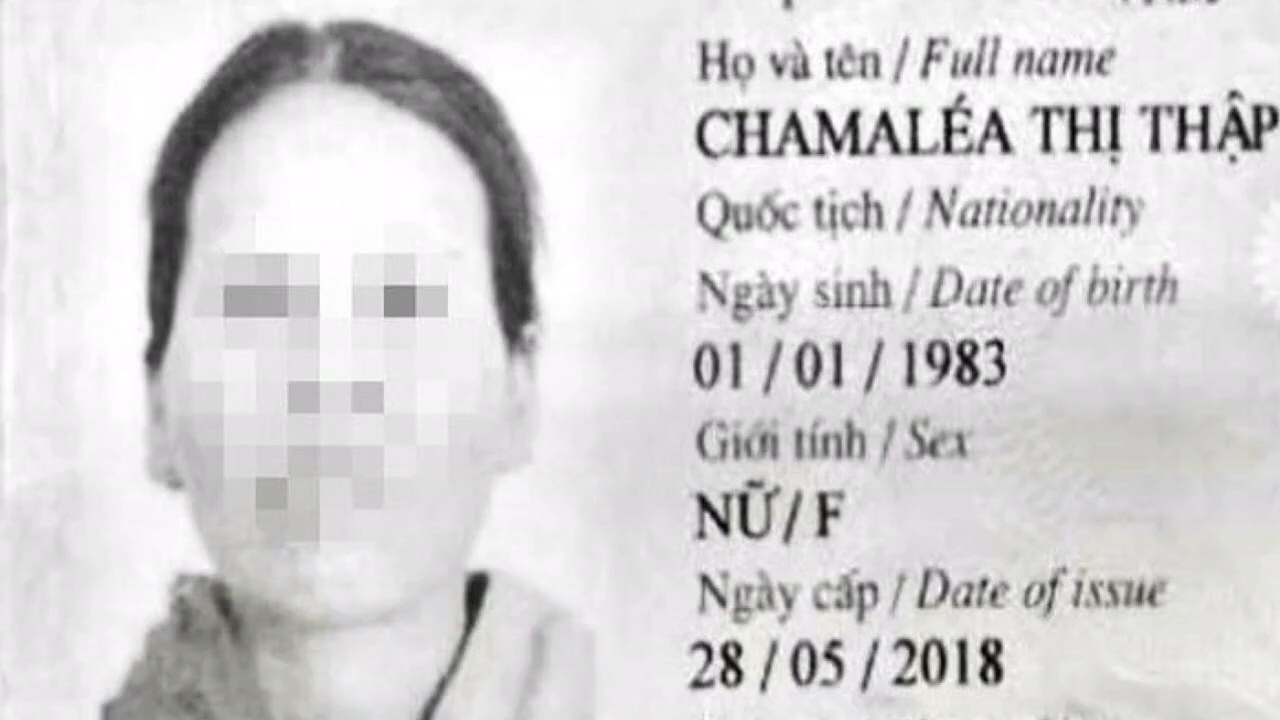 Họ và tên / Full name
CHAMALÉA THỊ THẬP
Quốc tịch / Nationality
Ngày sinh / Date of birth
01 / 01 / 1983
Giới tính / Sex
NỮ / F
Ngày cấp / Date of issue
28 / 05 / 2018